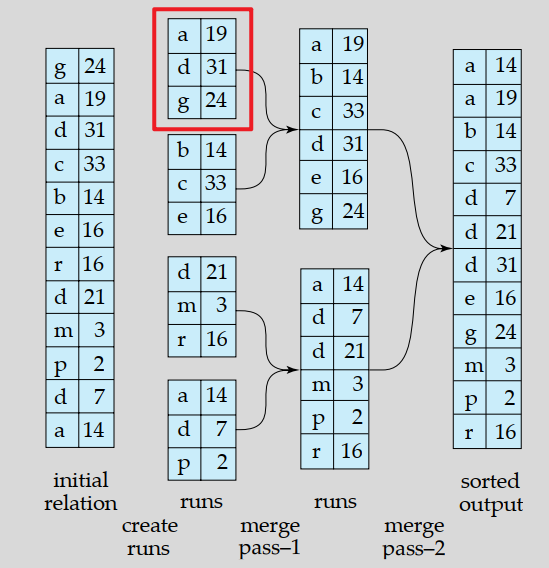 g 24
a 19
d 31
c 33
b 14
e 16
r 16
d 21
m 3
p 2
d 7
a 14
initial
relation
a 19
d 31
g 24
b 14
c 33
e 16
d 21
m 3
r 16
a 14
d 7
p 2
runs
create
runs
a 19
b 14
c 33
d 31
e 16
g 24
a 14
d 7
d 21
m 3
p 2
r 16
runs
merge
pass–1
merge
pass–2
a 14
a 19
b 14
c 33
d 7
d 21
d 31
e 16
g 24
m 3
p 2
r 16
sorted
output